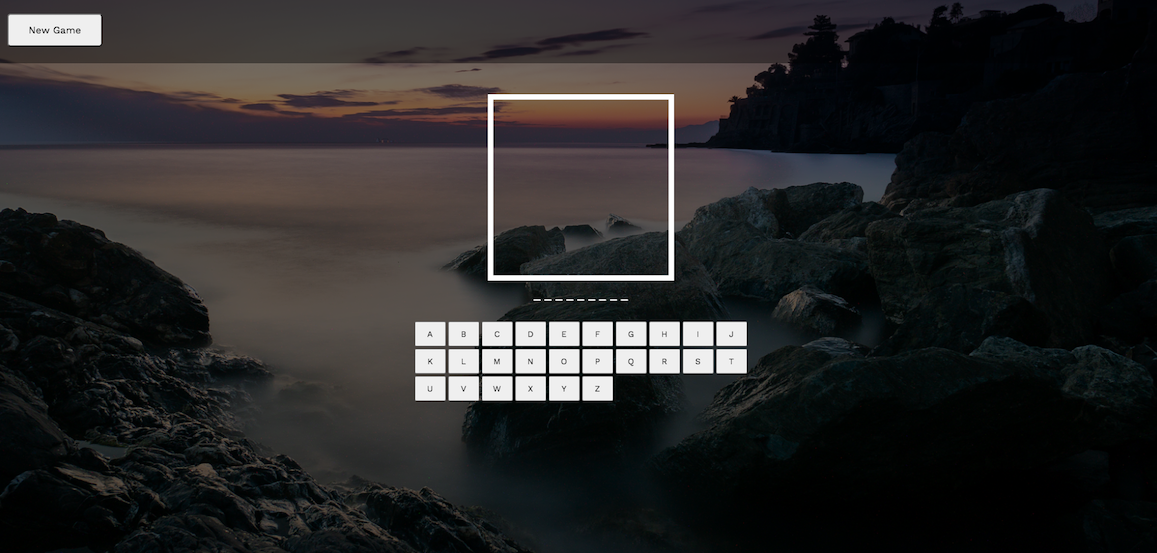 New Game
_ _ _ _ _ _ _ _ _
A B C D E F G H I J
K L M N O P Q R S T
U V W X Y Z